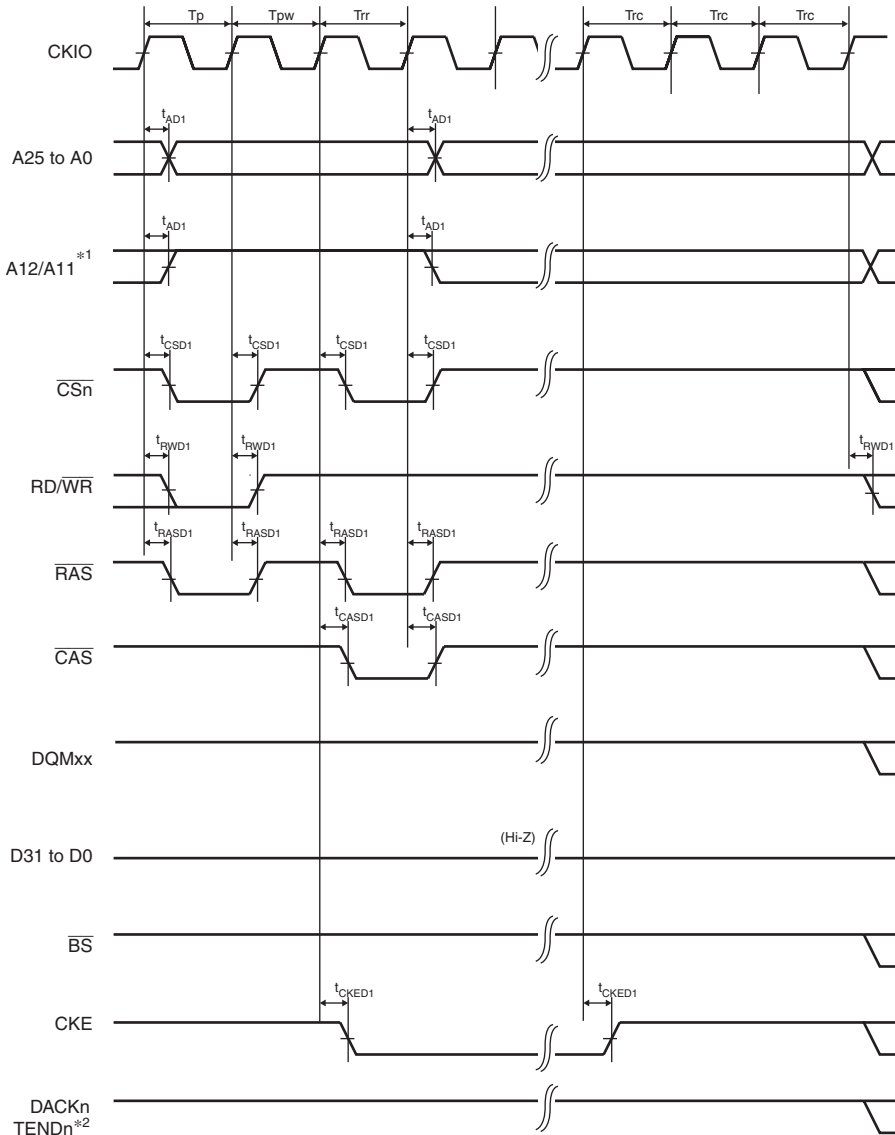 Tp Tpw Trr Trc Trc Trc
CKIO
tAD1 tAD1
A25 to A0
tAD1 tAD1
A12/A11*1
tCSD1 tCSD1 tCSD1 tCSD1
CSn
tRWD1 tRWD1 tRWD1
RD/WR
tRASD1 tRASD1 tRASD1 tRASD1
RAS
tCASD1 tCASD1
CAS
DQMxx
(Hi-Z)
D31 to D0
BS
tCKED1 tCKED1
CKE
DACKn
TENDn*2